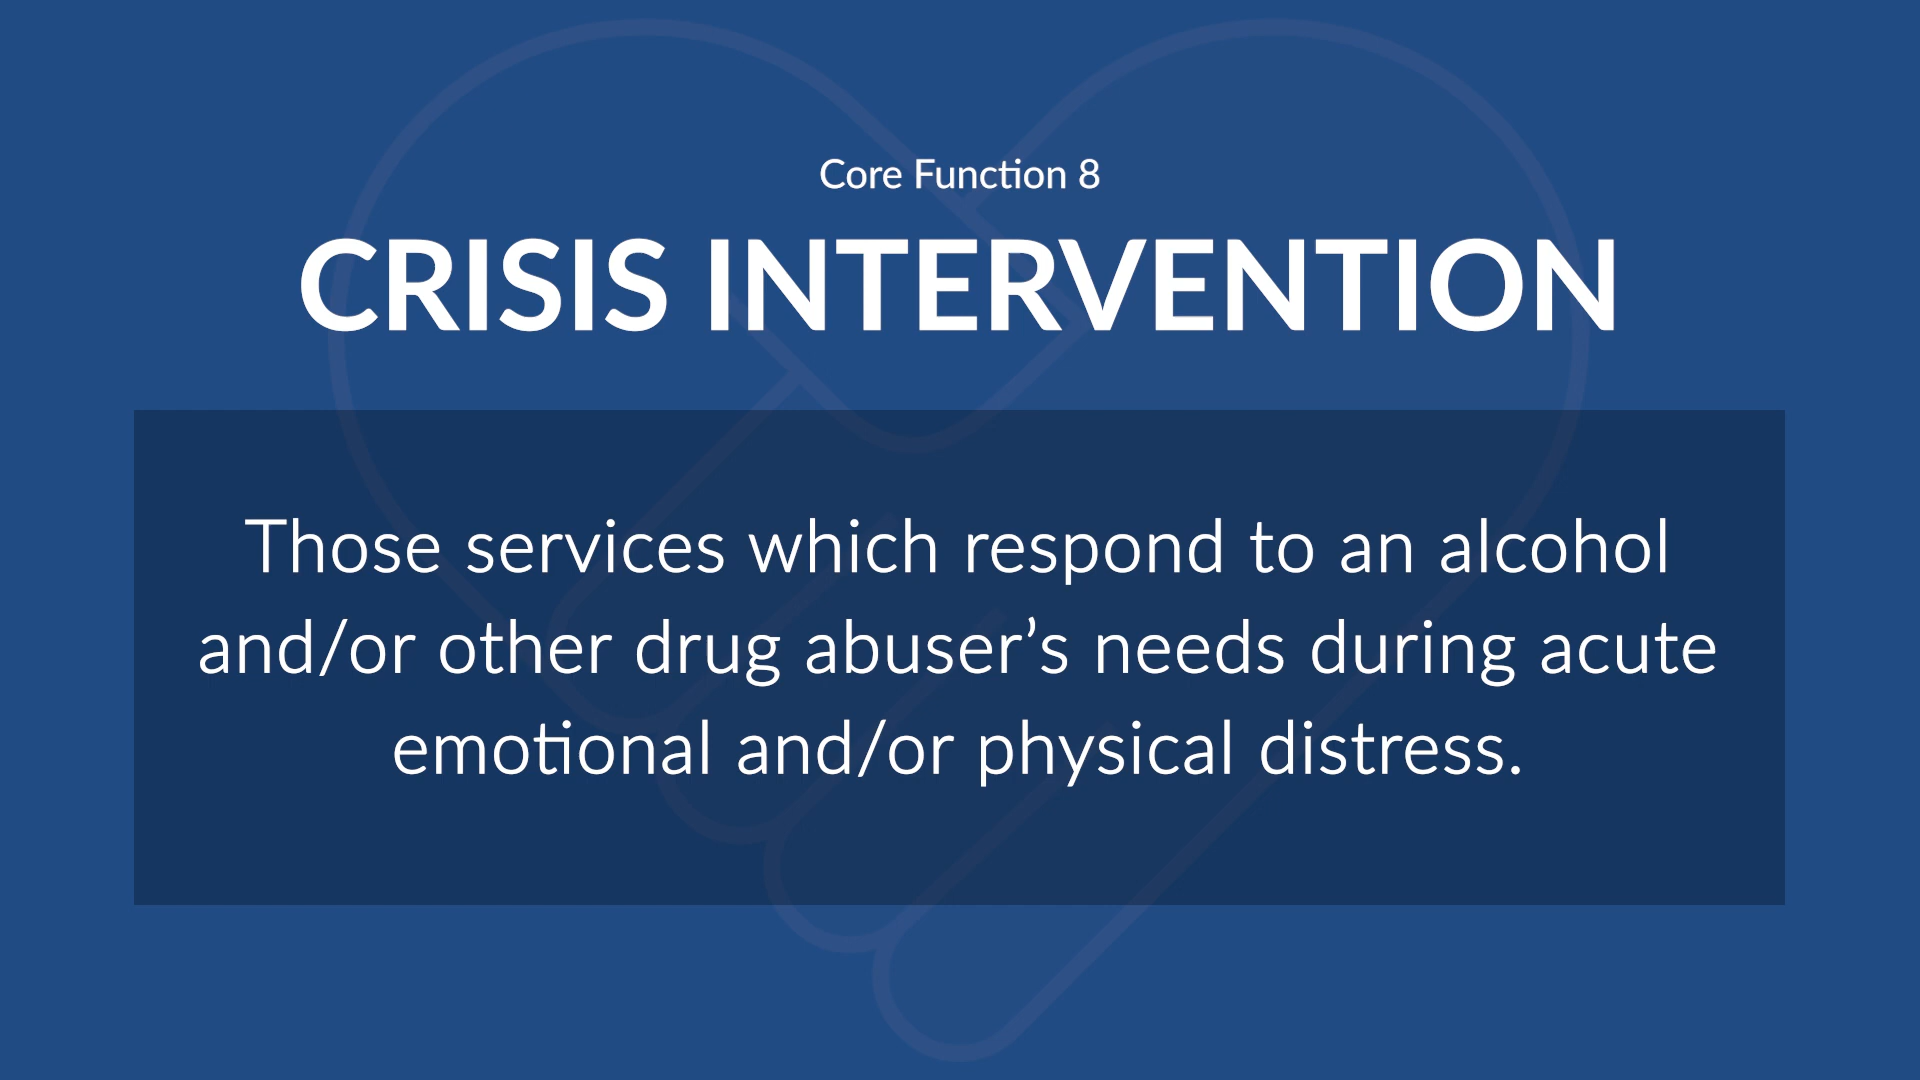 Core Function 8
CRISIS INTERVENTION
Those services which respond to an alcohol
and/or other drug abuser’s needs during acute
emotional and/or physical distress.